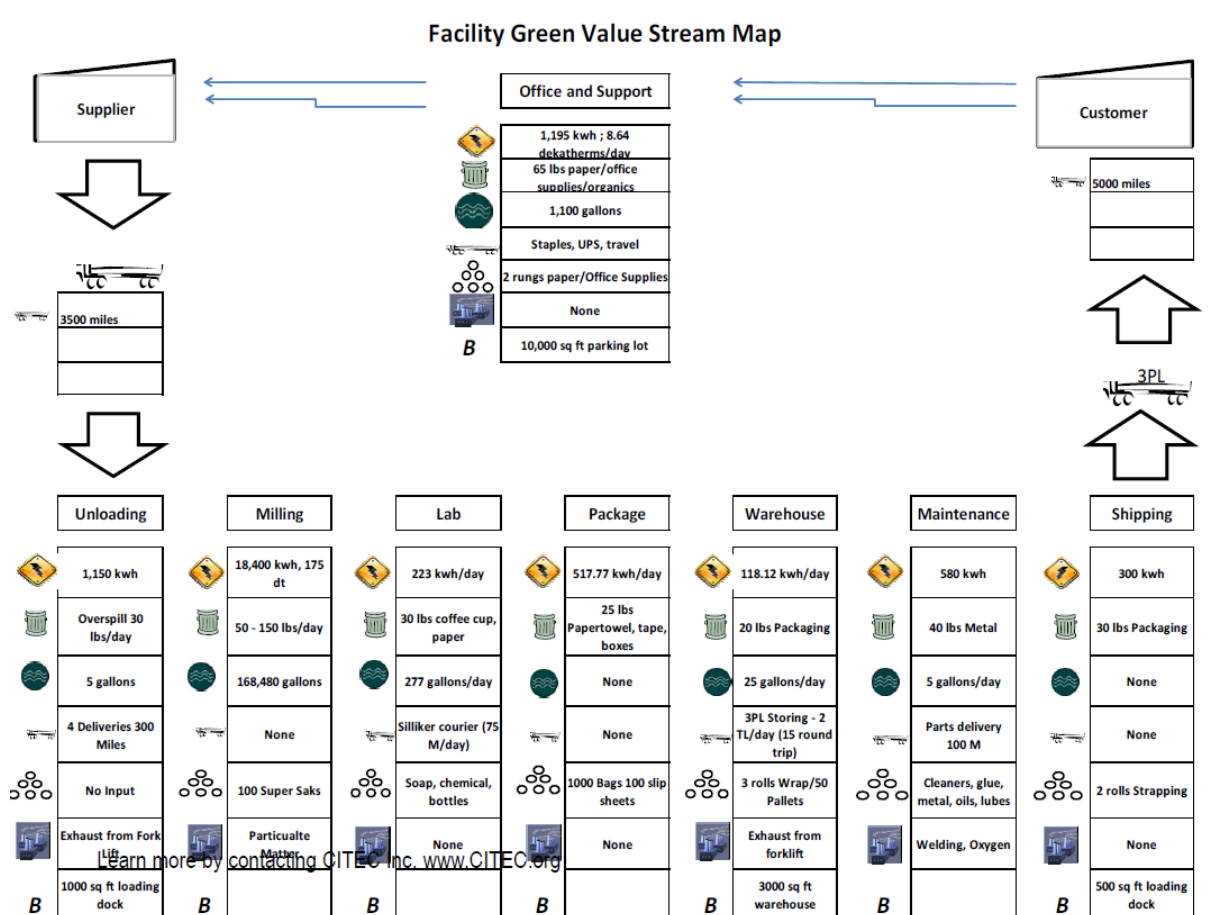 Facility Green Value Stream Map
Supplier
Office and Support
Customer
1,195 kwh ; 8.64
dekatherms/day
65 lbs paper/office
supplies/organics
1,100 gallons
Staples, UPS, travel
2 rungs paper/Office Supplies
None
B
10,000 sq ft parking lot
5000 miles
3500 miles
3PL
Unloading
1,150 kwh
Overspill 30
lbs/day
5 gallons
4 Deliveries 300
Miles
No Input
Exhaust from Fork
Lift
B
1000 sq ft loading
dock
Milling
18,400 kwh, 175
dt
50 - 150 lbs/day
168,480 gallons
None
100 Super Saks
Particualte
Matter
B
Lab
223 kwh/day
30 lbs coffee cup,
paper
277 gallons/day
Silliker courier (75
M/day)
Soap, chemical,
bottles
None
B
Package
517.77 kwh/day
25 lbs
Papertowel, tape,
boxes
None
None
1000 Bags 100 slip
sheets
None
B
Warehouse
118.12 kwh/day
20 lbs Packaging
25 gallons/day
3PL Storing - 2
TL/day (15 round
trip)
3 rolls Wrap/50
Pallets
Exhaust from
forklift
B
3000 sq ft
warehouse
Maintenance
580 kwh
40 lbs Metal
5 gallons/day
Parts delivery
100 M
Cleaners, glue,
metal, oils, lubes
Welding, Oxygen
B
Shipping
300 kwh
30 lbs Packaging
None
None
2 rolls Strapping
None
B
500 sq ft loading
dock
Learn more by contacting CITEC Inc. www.CITEC.org